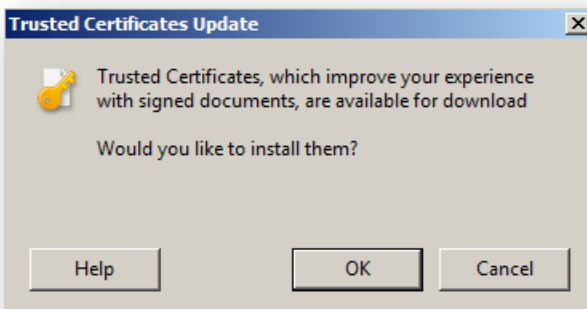 Trusted Certificates Update
Trusted Certificates, which improve your experience
with signed documents, are available for download
Would you like to install them?
Help
OK
Cancel